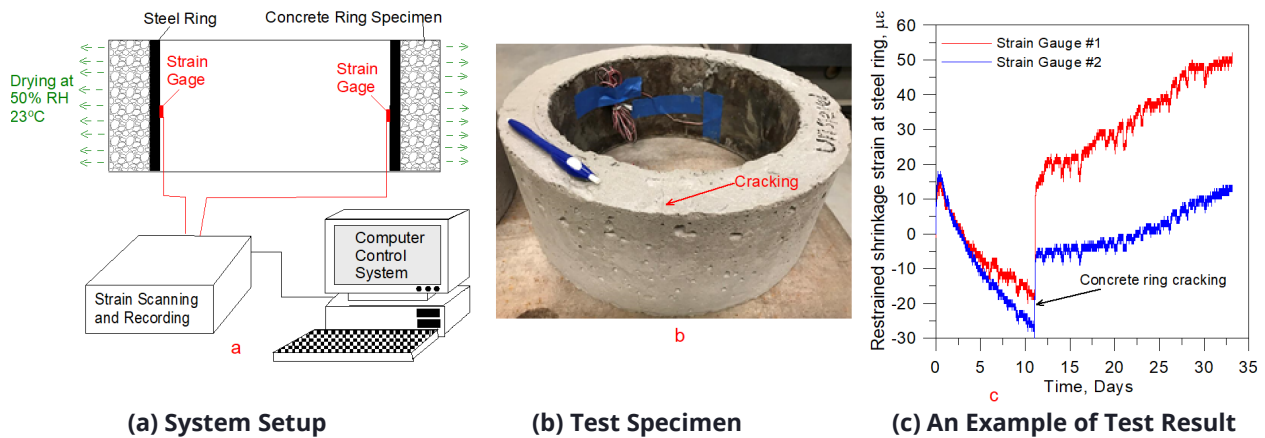 Steel Ring
Concrete Ring Specimen
Drying at
50% RH
23⁰C
Strain
Gage
Strain
Gage
Computer
Control
System
Strain Scanning
and Recording
a
Unsealed
Cracking
b
Restrained shrinkage strain at steel ring, με
60
50
40
30
20
10
0
-10
-20
-30
Strain Gauge #1
Strain Gauge #2
Concrete ring cracking
0 5 10 15 20 25 30 35
Time, Days
c
(a) System Setup
(b) Test Specimen
(c) An Example of Test Result